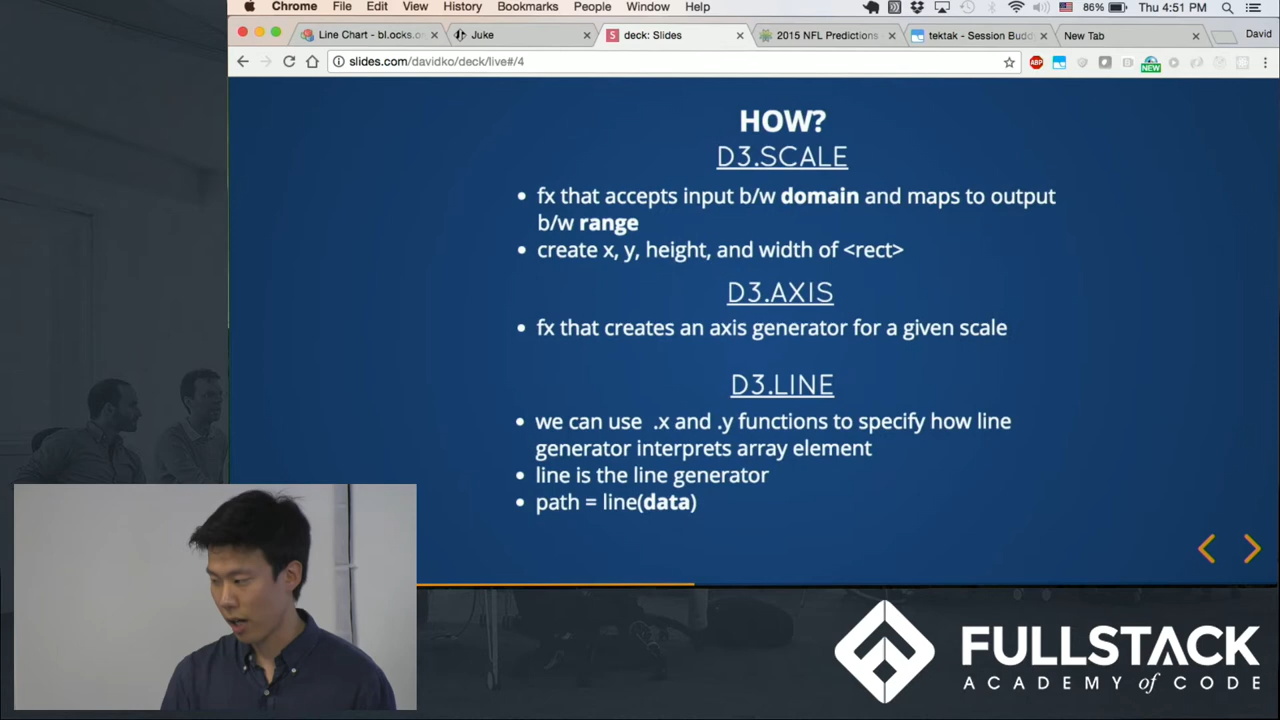 Chrome File Edit View History Bookmarks People Window Help 86% Thu 4:51 PM
Line Chart - bl.ocks.or Juke deck: Slides 2015 NFL Predictions - tektak - Session Budd New Tab David
slides.com/davidko/deck/live#/4 ABP NEW
HOW?
D3.SCALE
• fx that accepts input b/w domain and maps to output
b/w range
• create x, y, height, and width of <rect>
D3.AXIS
• fx that creates an axis generator for a given scale
D3.LINE
• we can use .x and .y functions to specify how line
generator interprets array element
• line is the line generator
• path = line(data)
FULLSTACK
ACADEMY of CODE